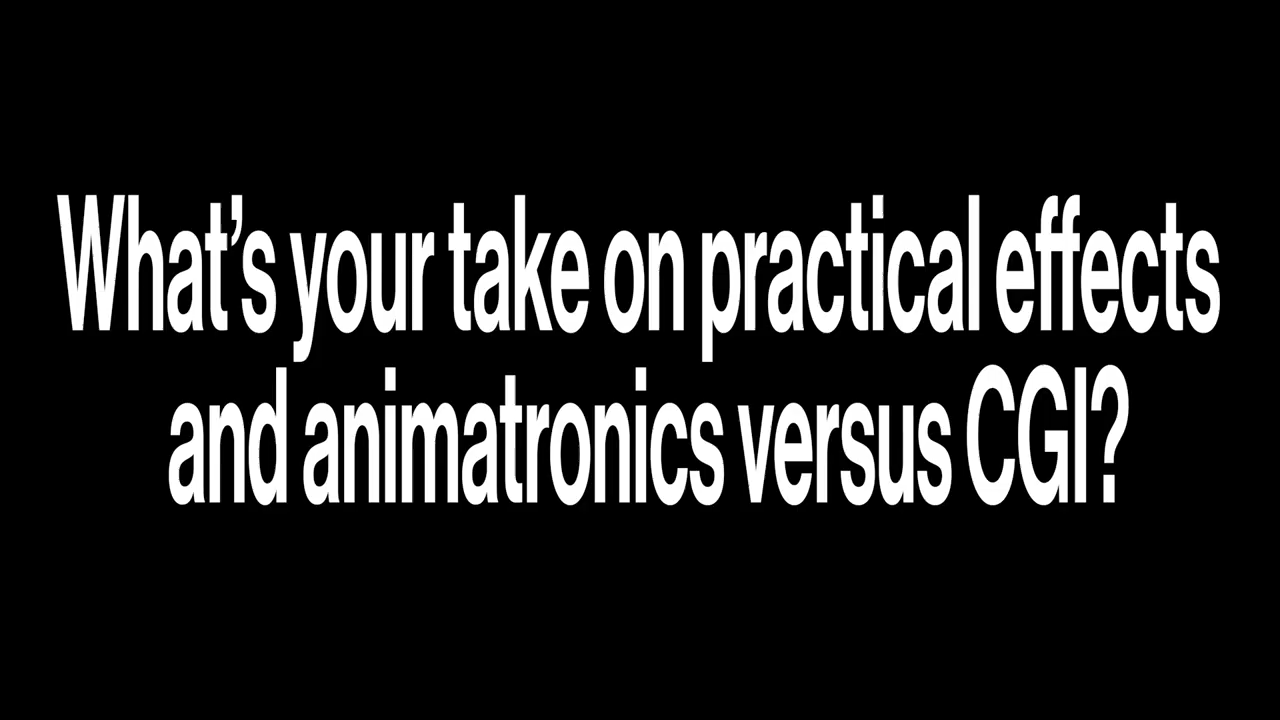 What’s your take on practical effects
and animatronics versus CGI?